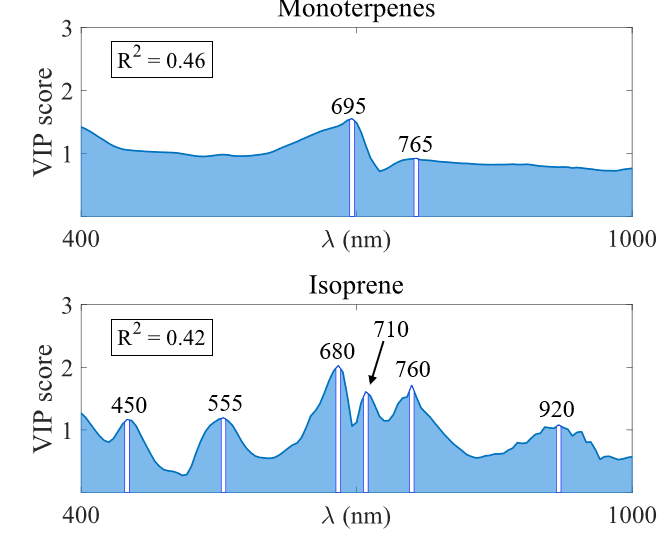 Monoterpenes
3
R² = 0.46
2
695
765
1
VIP score
400
λ (nm)
1000
Isoprene
3
R² = 0.42
710
680
760
2
450
555
920
1
VIP score
400
λ (nm)
1000